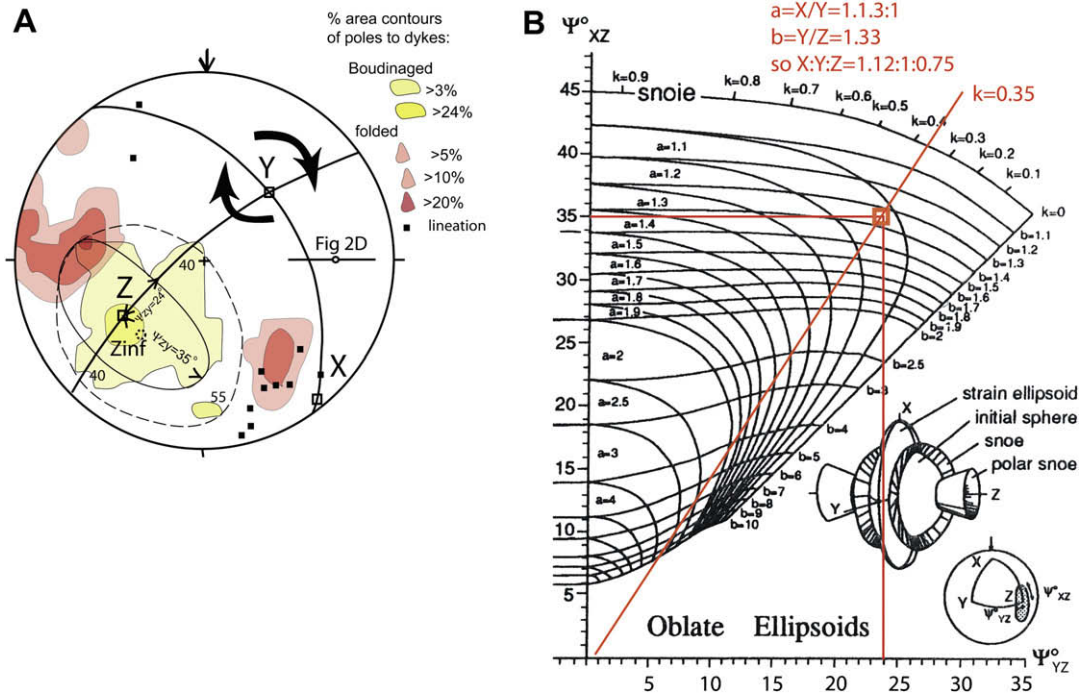 A
% area contours
of poles to dykes:
Boudinaged
>3%
>24%
folded
>5%
>10%
>20%
lineation
Y
Fig 2D
40
Z
Ψzy=24°
Zinf
Ψzy=35°
X
40
55
B
Ψ°XZ
a=X/Y=1.1.3:1
b=Y/Z=1.33
so X:Y:Z=1.12:1:0.75
k=0.35
45
40
35
30
25
20
15
10
5
snoie
k=0.9
k=0.8
k=0.7
k=0.6
k=0.5
k=0.4
k=0.3
k=0.2
k=0.1
k=0
a=1.1
a=1.2
a=1.3
a=1.4
a=1.5
a=1.6
a=1.7
a=1.8
a=1.9
a=2
a=2.5
a=3
a=4
b=1.1
b=1.2
b=1.3
b=1.4
b=1.5
b=1.6
b=1.7
b=1.8
b=1.9
b=2
b=2.5
b=3
b=4
b=5
b=6
b=7
b=8
b=9
b=10
strain ellipsoid
initial sphere
snoe
polar snoe
X
Y
Z
X
Y
Z
Ψ°XZ
Ψ°YZ
Oblate Ellipsoids
Ψ°YZ
5 10 15 20 25 30 35